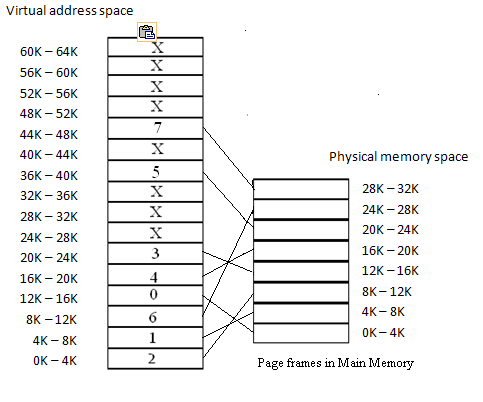 Virtual address space
60K – 64K X
56K – 60K X
52K – 56K X
48K – 52K X
44K – 48K 7
40K – 44K X
36K – 40K 5
32K – 36K X
28K – 32K X
24K – 28K X
20K – 24K 3
16K – 20K 4
12K – 16K 0
8K – 12K 6
4K – 8K 1
0K – 4K 2
Physical memory space
28K – 32K
24K – 28K
20K – 24K
16K – 20K
12K – 16K
8K – 12K
4K – 8K
0K – 4K
Page frames in Main Memory